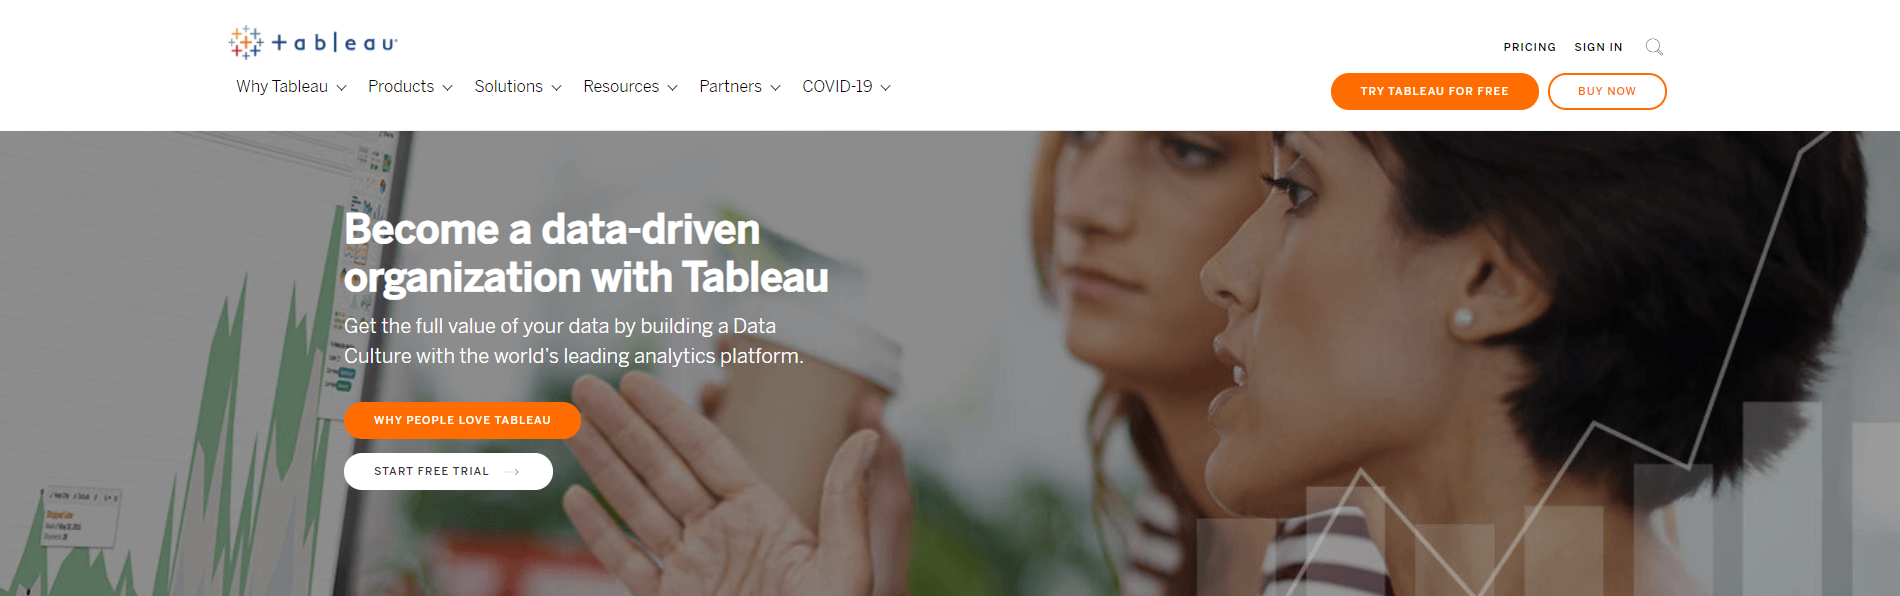 +ableau
PRICING
SIGN IN
Why Tableau
Products
Solutions
Resources
Partners
COVID-19
TRY TABLEAU FOR FREE
BUY NOW
Become a data-driven
organization with Tableau
Get the full value of your data by building a Data
Culture with the world's leading analytics platform.
WHY PEOPLE LOVE TABLEAU
START FREE TRIAL